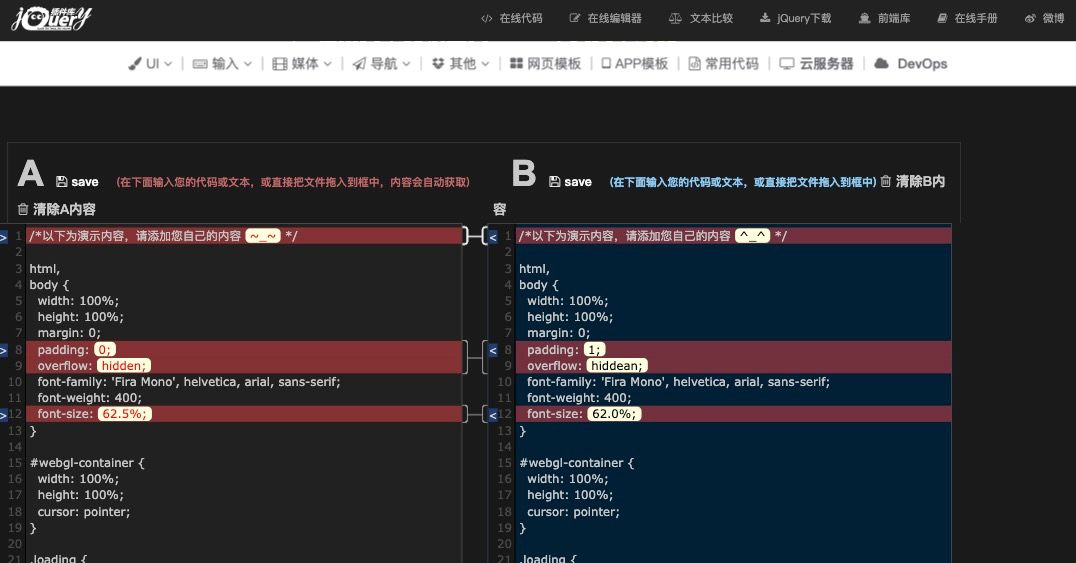 jQuery 插件库
在线代码 在线编辑器 文本比较 jQuery下载 前端库 在线手册 微博
UI | 输入 | 媒体 | 导航 | 其他 | 网页模板 | APP模板 | 常用代码 | 云服务器 | DevOps
A save (在下面输入您的代码或文本，或直接把文件拖入到框中，内容会自动获取)
清除A内容
> 1 /*以下为演示内容，请添加您自己的内容 ~_~ */
2
3 html,
4 body {
5 width: 100%;
6 height: 100%;
7 margin: 0;
> 8 padding: 0;
9 overflow: hidden;
10 font-family: 'Fira Mono', helvetica, arial, sans-serif;
11 font-weight: 400;
> 12 font-size: 62.5%;
13 }
14
15 #webgl-container {
16 width: 100%;
17 height: 100%;
18 cursor: pointer;
19 }
20
21 .loading {
B save (在下面输入您的代码或文本，或直接把文件拖入到框中) 清除B内
容
< 1 /*以下为演示内容，请添加您自己的内容 ^_^ */
2
3 html,
4 body {
5 width: 100%;
6 height: 100%;
7 margin: 0;
< 8 padding: 1;
9 overflow: hiddean;
10 font-family: 'Fira Mono', helvetica, arial, sans-serif;
11 font-weight: 400;
< 12 font-size: 62.0%;
13 }
14
15 #webgl-container {
16 width: 100%;
17 height: 100%;
18 cursor: pointer;
19 }
20
21 .loading {